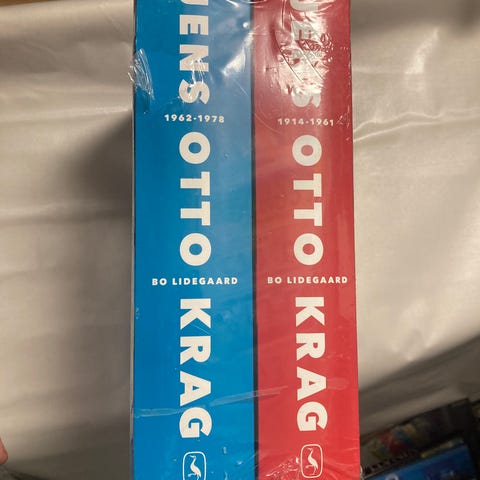 JENS OTTO KRAG
1962-1978
BO LIDEGAARD
JENS OTTO KRAG
1914-1961
BO LIDEGAARD